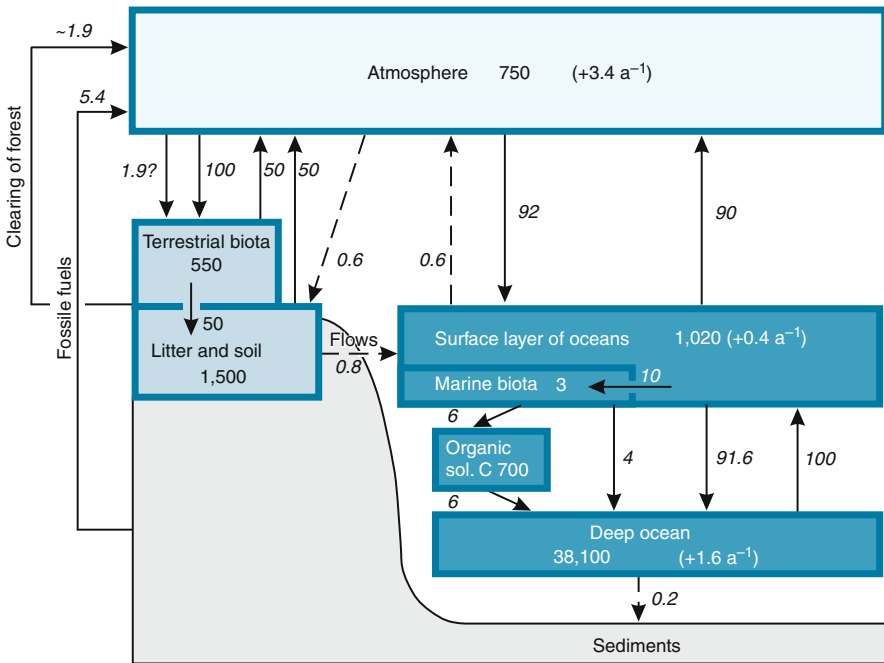 ~1.9
Atmosphere 750 (+3.4 a⁻¹)
5.4
Clearing of forest
Fossile fuels
1.9?
100
50
50
0.6
0.6
92
90
Terrestrial biota
550
50
Litter and soil
1,500
Flows
0.8
Surface layer of oceans 1,020 (+0.4 a⁻¹)
Marine biota 3
10
6
Organic
sol. C 700
6
4
91.6
100
Deep ocean
38,100 (+1.6 a⁻¹)
0.2
Sediments